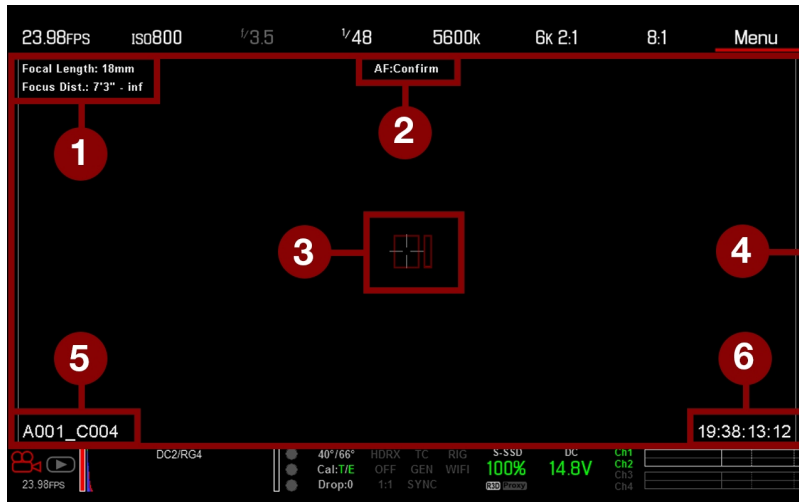 23.98FPS ISO800 f/3.5 1/48 5600K 6K 2:1 8:1 Menu
Focal Length: 18mm
Focus Dist.: 7'3" - inf
AF:Confirm
1
2
3
4
5
6
A001_C004
19:38:13:12
DC2/RG4
40°/66° HDRX TC RIG
Cal:T/E OFF GEN WIFI
Drop:0 1:1 SYNC
S-SSD
100%
R3D Proxy
DC
14.8V
Ch1
Ch2
Ch3
Ch4
23.98FPS